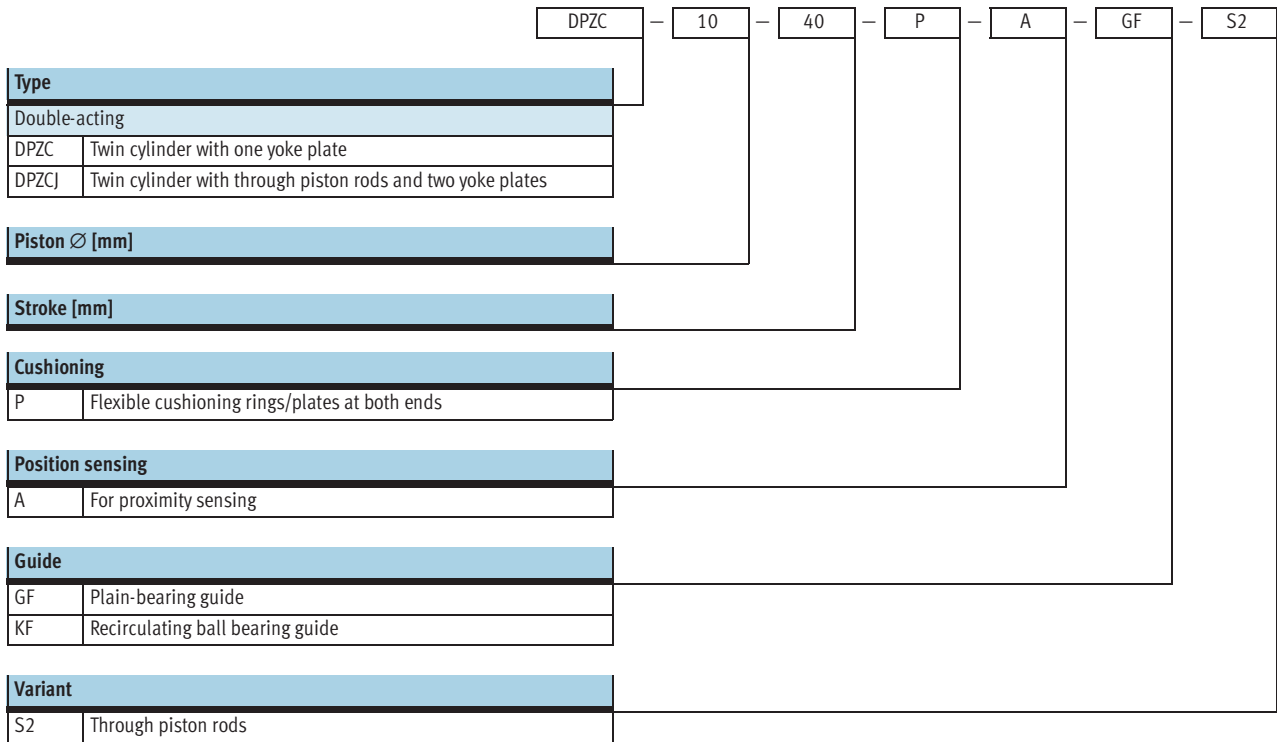 DPZC – 10 – 40 – P – A – GF – S2
Type
Double-acting
DPZC Twin cylinder with one yoke plate
DPZCJ Twin cylinder with through piston rods and two yoke plates
Piston ∅ [mm]
Stroke [mm]
Cushioning
P Flexible cushioning rings/plates at both ends
Position sensing
A For proximity sensing
Guide
GF Plain-bearing guide
KF Recirculating ball bearing guide
Variant
S2 Through piston rods